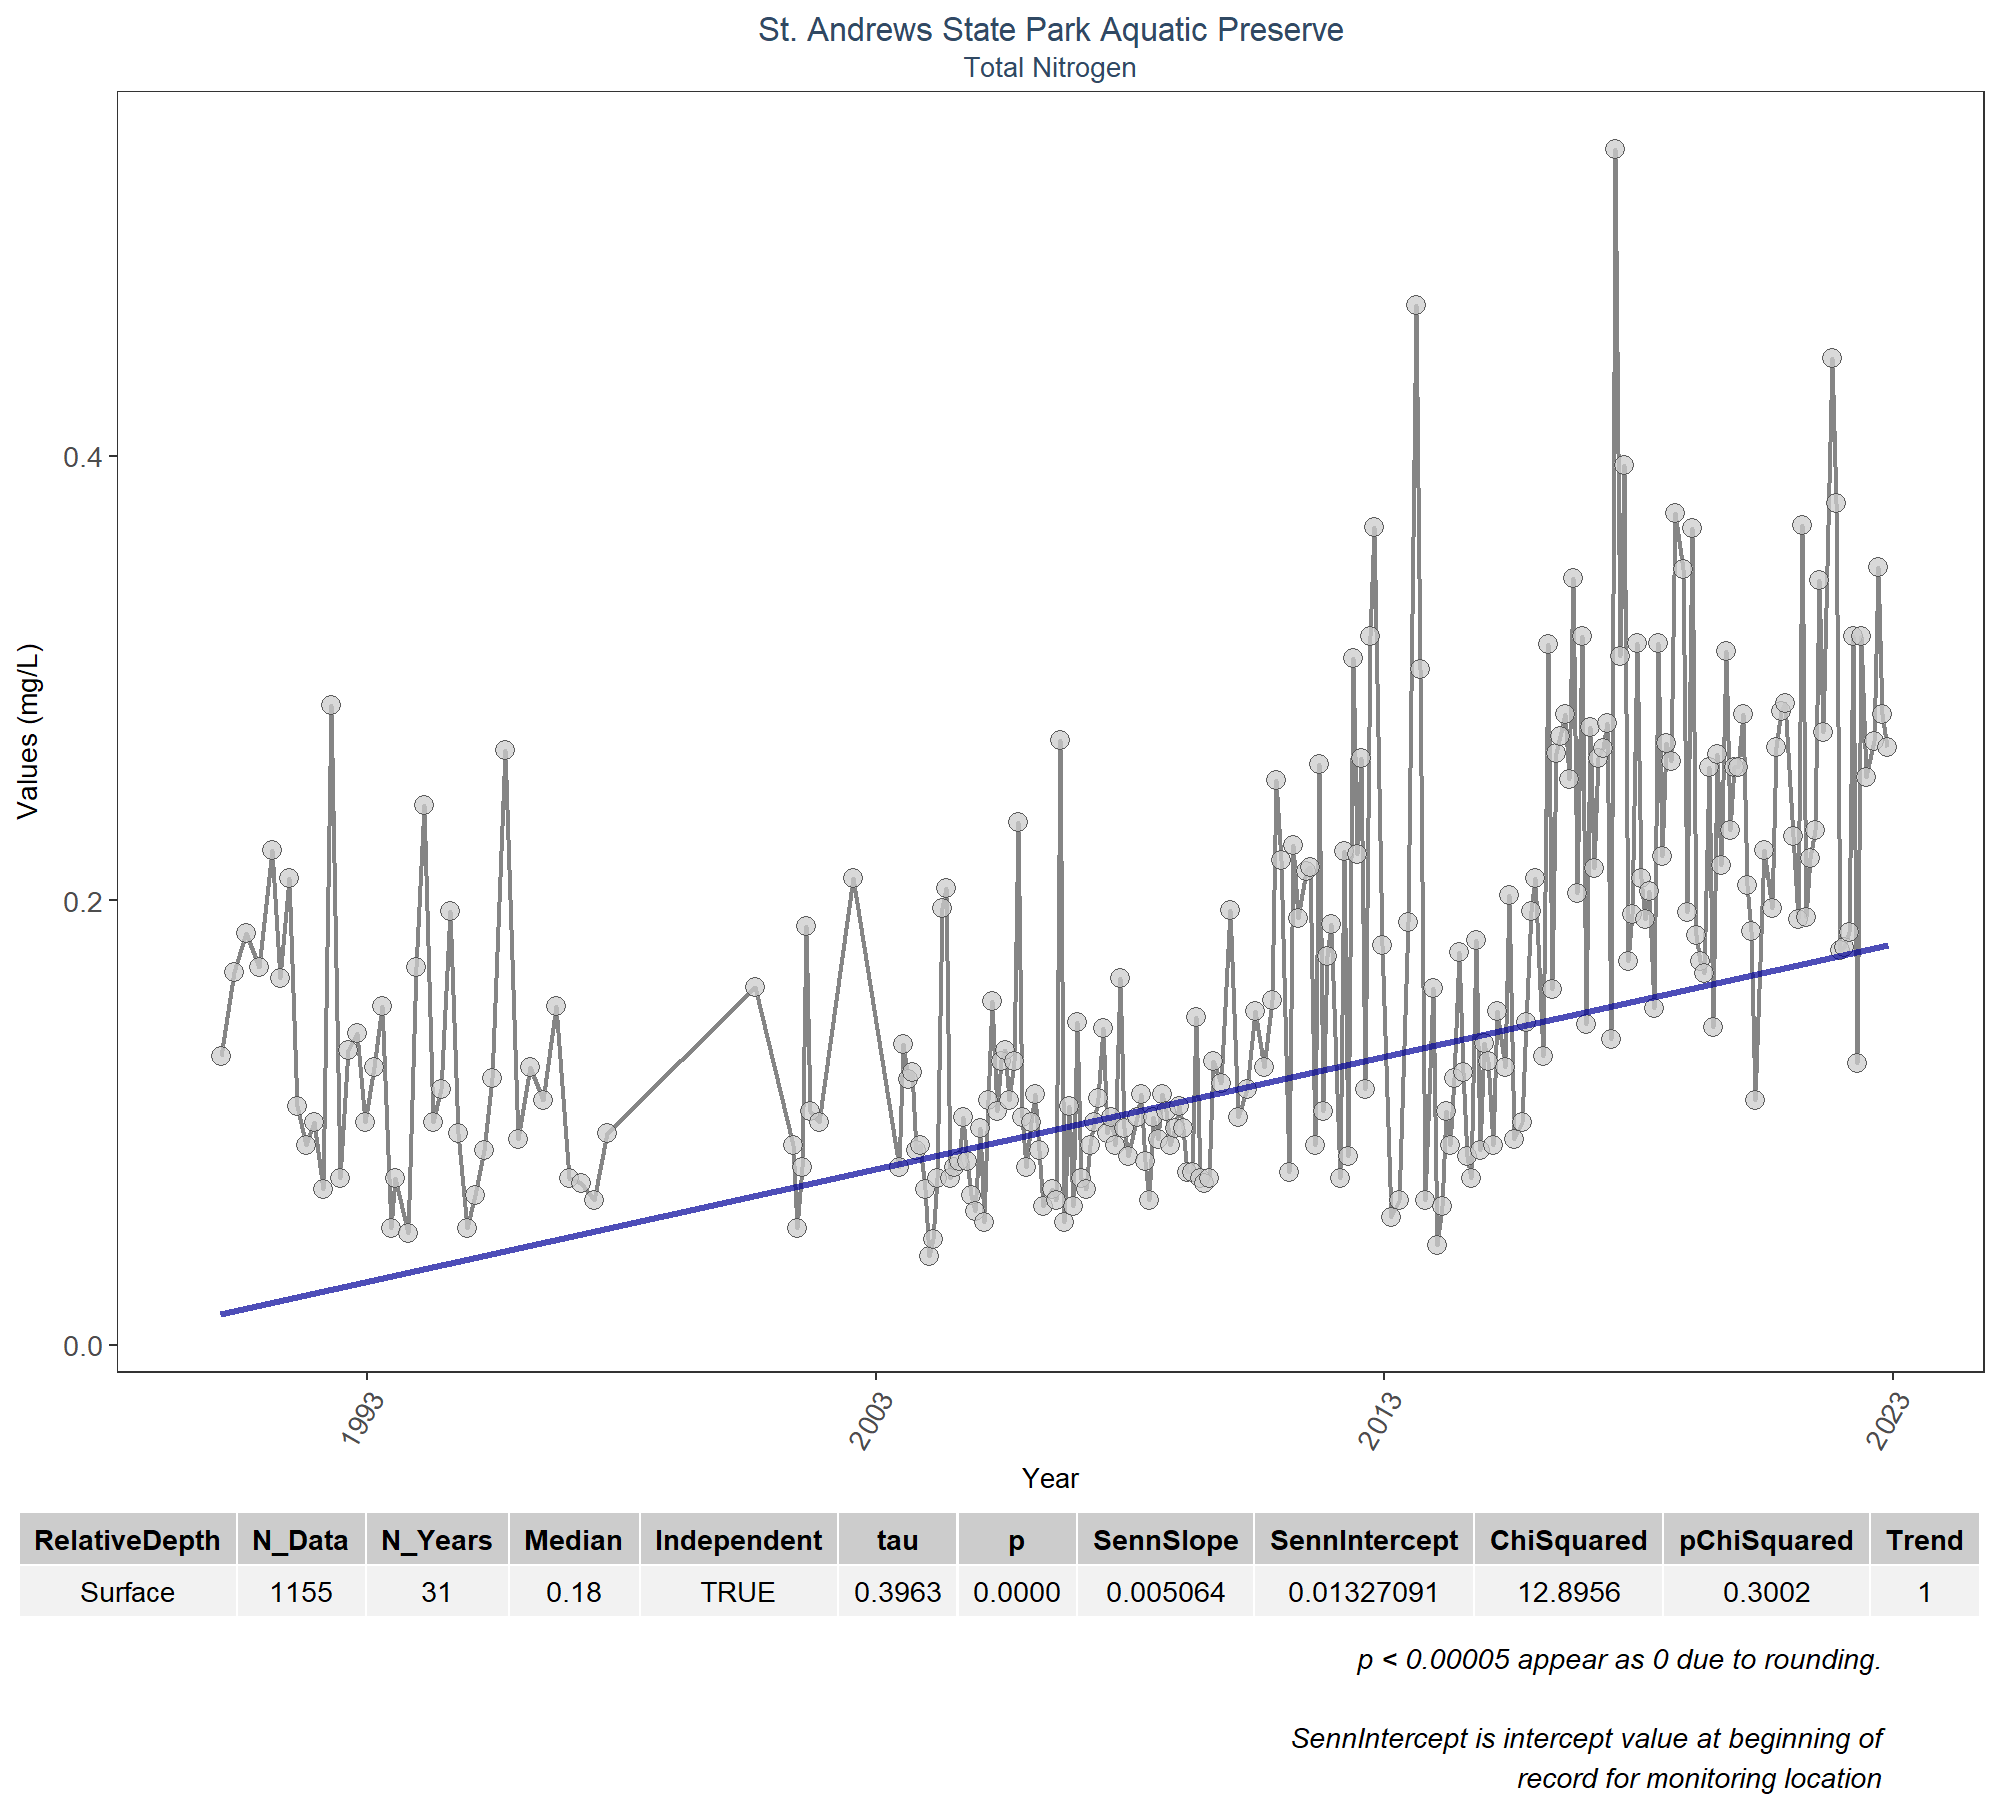 St. Andrews State Park Aquatic Preserve
Total Nitrogen
Values (mg/L)
0.4
0.2
0.0
1993 2003 2013 2023
Year
RelativeDepth N_Data N_Years Median Independent tau p SennSlope SennIntercept ChiSquared pChiSquared Trend
Surface 1155 31 0.18 TRUE 0.3963 0.0000 0.005064 0.01327091 12.8956 0.3002 1
p < 0.00005 appear as 0 due to rounding.
SennIntercept is intercept value at beginning of
record for monitoring location